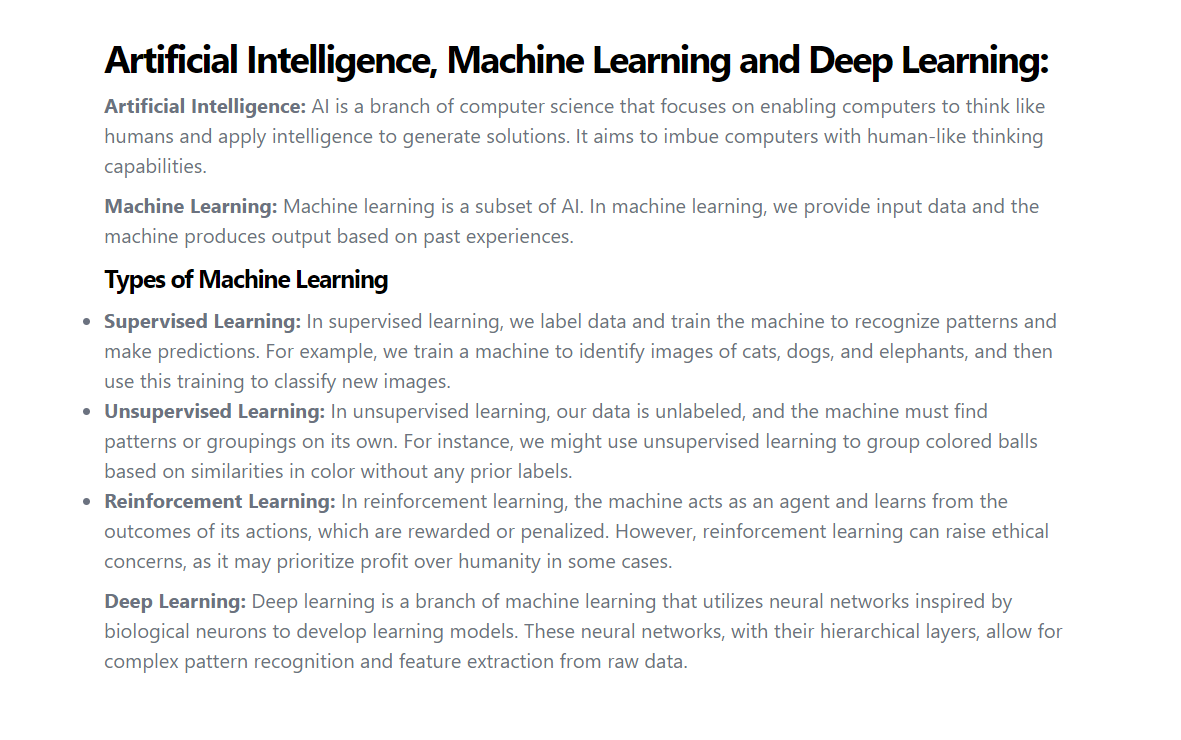 Artificial Intelligence, Machine Learning and Deep Learning:
Artificial Intelligence: AI is a branch of computer science that focuses on enabling computers to think like
humans and apply intelligence to generate solutions. It aims to imbue computers with human-like thinking
capabilities.
Machine Learning: Machine learning is a subset of AI. In machine learning, we provide input data and the
machine produces output based on past experiences.
Types of Machine Learning
• Supervised Learning: In supervised learning, we label data and train the machine to recognize patterns and
make predictions. For example, we train a machine to identify images of cats, dogs, and elephants, and then
use this training to classify new images.
• Unsupervised Learning: In unsupervised learning, our data is unlabeled, and the machine must find
patterns or groupings on its own. For instance, we might use unsupervised learning to group colored balls
based on similarities in color without any prior labels.
• Reinforcement Learning: In reinforcement learning, the machine acts as an agent and learns from the
outcomes of its actions, which are rewarded or penalized. However, reinforcement learning can raise ethical
concerns, as it may prioritize profit over humanity in some cases.
Deep Learning: Deep learning is a branch of machine learning that utilizes neural networks inspired by
biological neurons to develop learning models. These neural networks, with their hierarchical layers, allow for
complex pattern recognition and feature extraction from raw data.